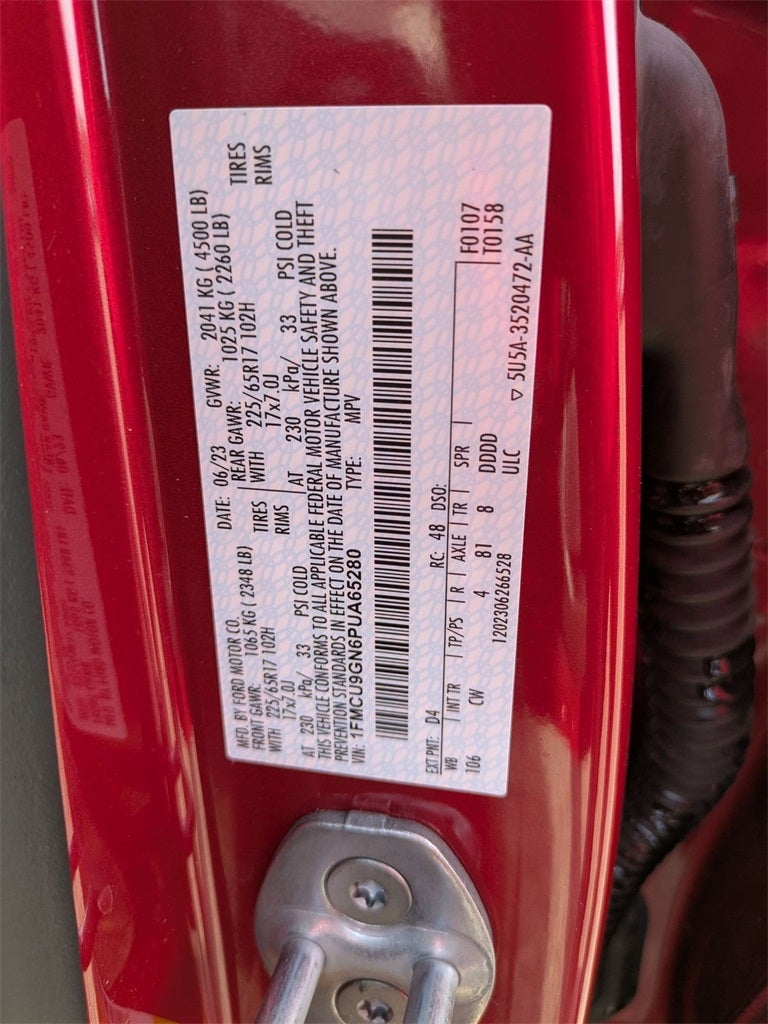 MFD. BY FORD MOTOR CO.
DATE: 06/23 GVWR: 2041 KG ( 4500 LB)
FRONT GAWR: 1065 KG ( 2348 LB) REAR GAWR: 1025 KG ( 2260 LB)
WITH 225/65R17 102H TIRES WITH 225/65R17 102H TIRES
17x7.0J RIMS 17x7.0J RIMS
AT 230 kPa/ 33 PSI COLD AT 230 kPa/ 33 PSI COLD
THIS VEHICLE CONFORMS TO ALL APPLICABLE FEDERAL MOTOR VEHICLE SAFETY AND THEFT
PREVENTION STANDARDS IN EFFECT ON THE DATE OF MANUFACTURE SHOWN ABOVE.
VIN: 1FMCU9GN6PUA65280 TYPE: MPV
EXT PNT: D4 RC: 48 DSO: F0107
WB INT TR TP/PS R AXLE TR SPR T0158
106 CW 4 81 8 DDDD
1202306266528 ULC ▽ 5U5A-3520472-AA